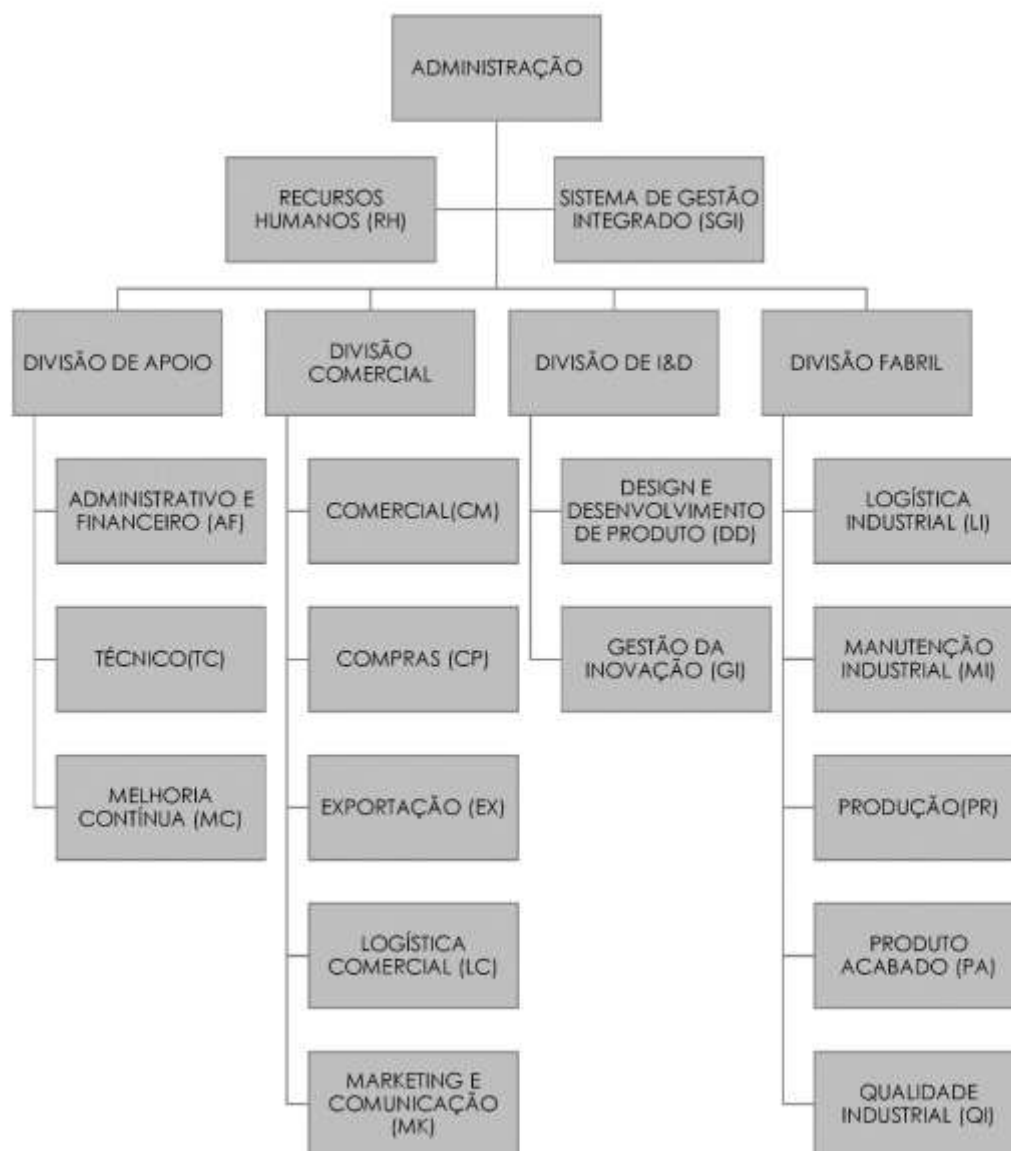 ADMINISTRAÇÃO
RECURSOS
HUMANOS (RH)
SISTEMA DE GESTÃO
INTEGRADO (SGI)
DIVISÃO DE APOIO
DIVISÃO
COMERCIAL
DIVISÃO DE I&D
DIVISÃO FABRIL
ADMINISTRATIVO E
FINANCEIRO (AF)
TÉCNICO(TC)
MELHORIA
CONTÍNUA (MC)
COMERCIAL(CM)
COMPRAS (CP)
EXPORTAÇÃO (EX)
LOGÍSTICA
COMERCIAL (LC)
MARKETING E
COMUNICAÇÃO
(MK)
DESIGN E
DESENVOLVIMENTO
DE PRODUTO (DD)
GESTÃO DA
INOVAÇÃO (GI)
LOGÍSTICA
INDUSTRIAL (LI)
MANUTENÇÃO
INDUSTRIAL (MI)
PRODUÇÃO(PR)
PRODUTO
ACABADO (PA)
QUALIDADE
INDUSTRIAL (QI)